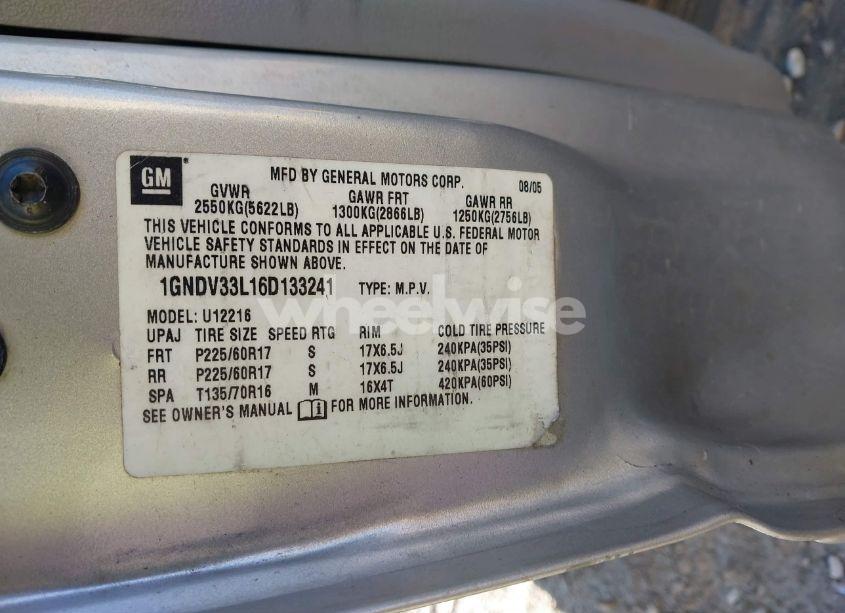 GM
MFD BY GENERAL MOTORS CORP. 08/05
GVWR GAWR FRT GAWR RR
2550KG(5622LB) 1300KG(2866LB) 1250KG(2756LB)
THIS VEHICLE CONFORMS TO ALL APPLICABLE U.S. FEDERAL MOTOR
VEHICLE SAFETY STANDARDS IN EFFECT ON THE DATE OF
MANUFACTURE SHOWN ABOVE.
1GNDV33L16D133241 TYPE: M.P.V.
wheelwise
MODEL: U12216
UPAJ TIRE SIZE SPEED RTG RIM COLD TIRE PRESSURE
FRT P225/60R17 S 17X6.5J 240KPA(35PSI)
RR P225/60R17 S 17X6.5J 240KPA(35PSI)
SPA T135/70R16 M 16X4T 420KPA(60PSI)
SEE OWNER'S MANUAL FOR MORE INFORMATION.